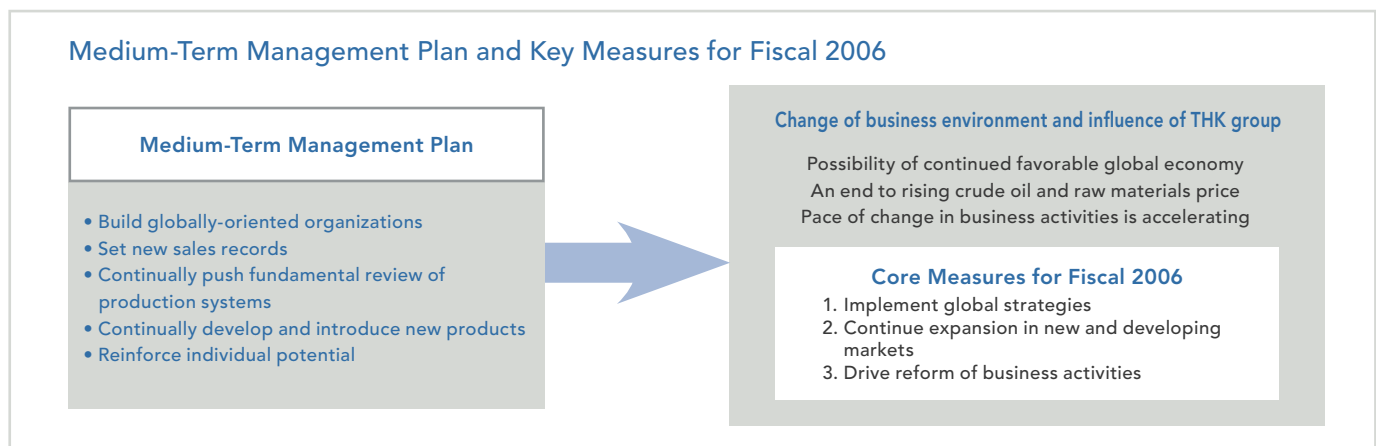 Medium-Term Management Plan and Key Measures for Fiscal 2006
Medium-Term Management Plan
• Build globally-oriented organizations
• Set new sales records
• Continually push fundamental review of
production systems
• Continually develop and introduce new products
• Reinforce individual potential
Change of business environment and influence of THK group
Possibility of continued favorable global economy
An end to rising crude oil and raw materials price
Pace of change in business activities is accelerating
Core Measures for Fiscal 2006
1. Implement global strategies
2. Continue expansion in new and developing
markets
3. Drive reform of business activities